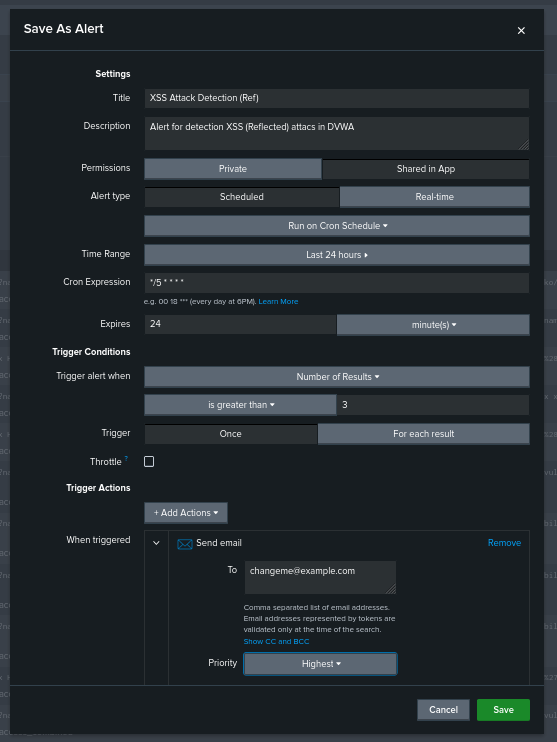 Save As Alert
×
Settings
Title XSS Attack Detection (Ref)
Description Alert for detection XSS (Reflected) attacs in DVWA
Permissions Private Shared in App
Alert type Scheduled Real-time
Run on Cron Schedule
Time Range Last 24 hours
Cron Expression */5 * * * *
e.g. 00 18 *** (every day at 6PM). Learn More
Expires 24 minute(s)
Trigger Conditions
Trigger alert when Number of Results
is greater than 3
Trigger Once For each result
Throttle ?
Trigger Actions
+ Add Actions
When triggered Send email Remove
To changeme@example.com
Comma separated list of email addresses.
Email addresses represented by tokens are
validated only at the time of the search.
Show CC and BCC
Priority Highest
Cancel Save